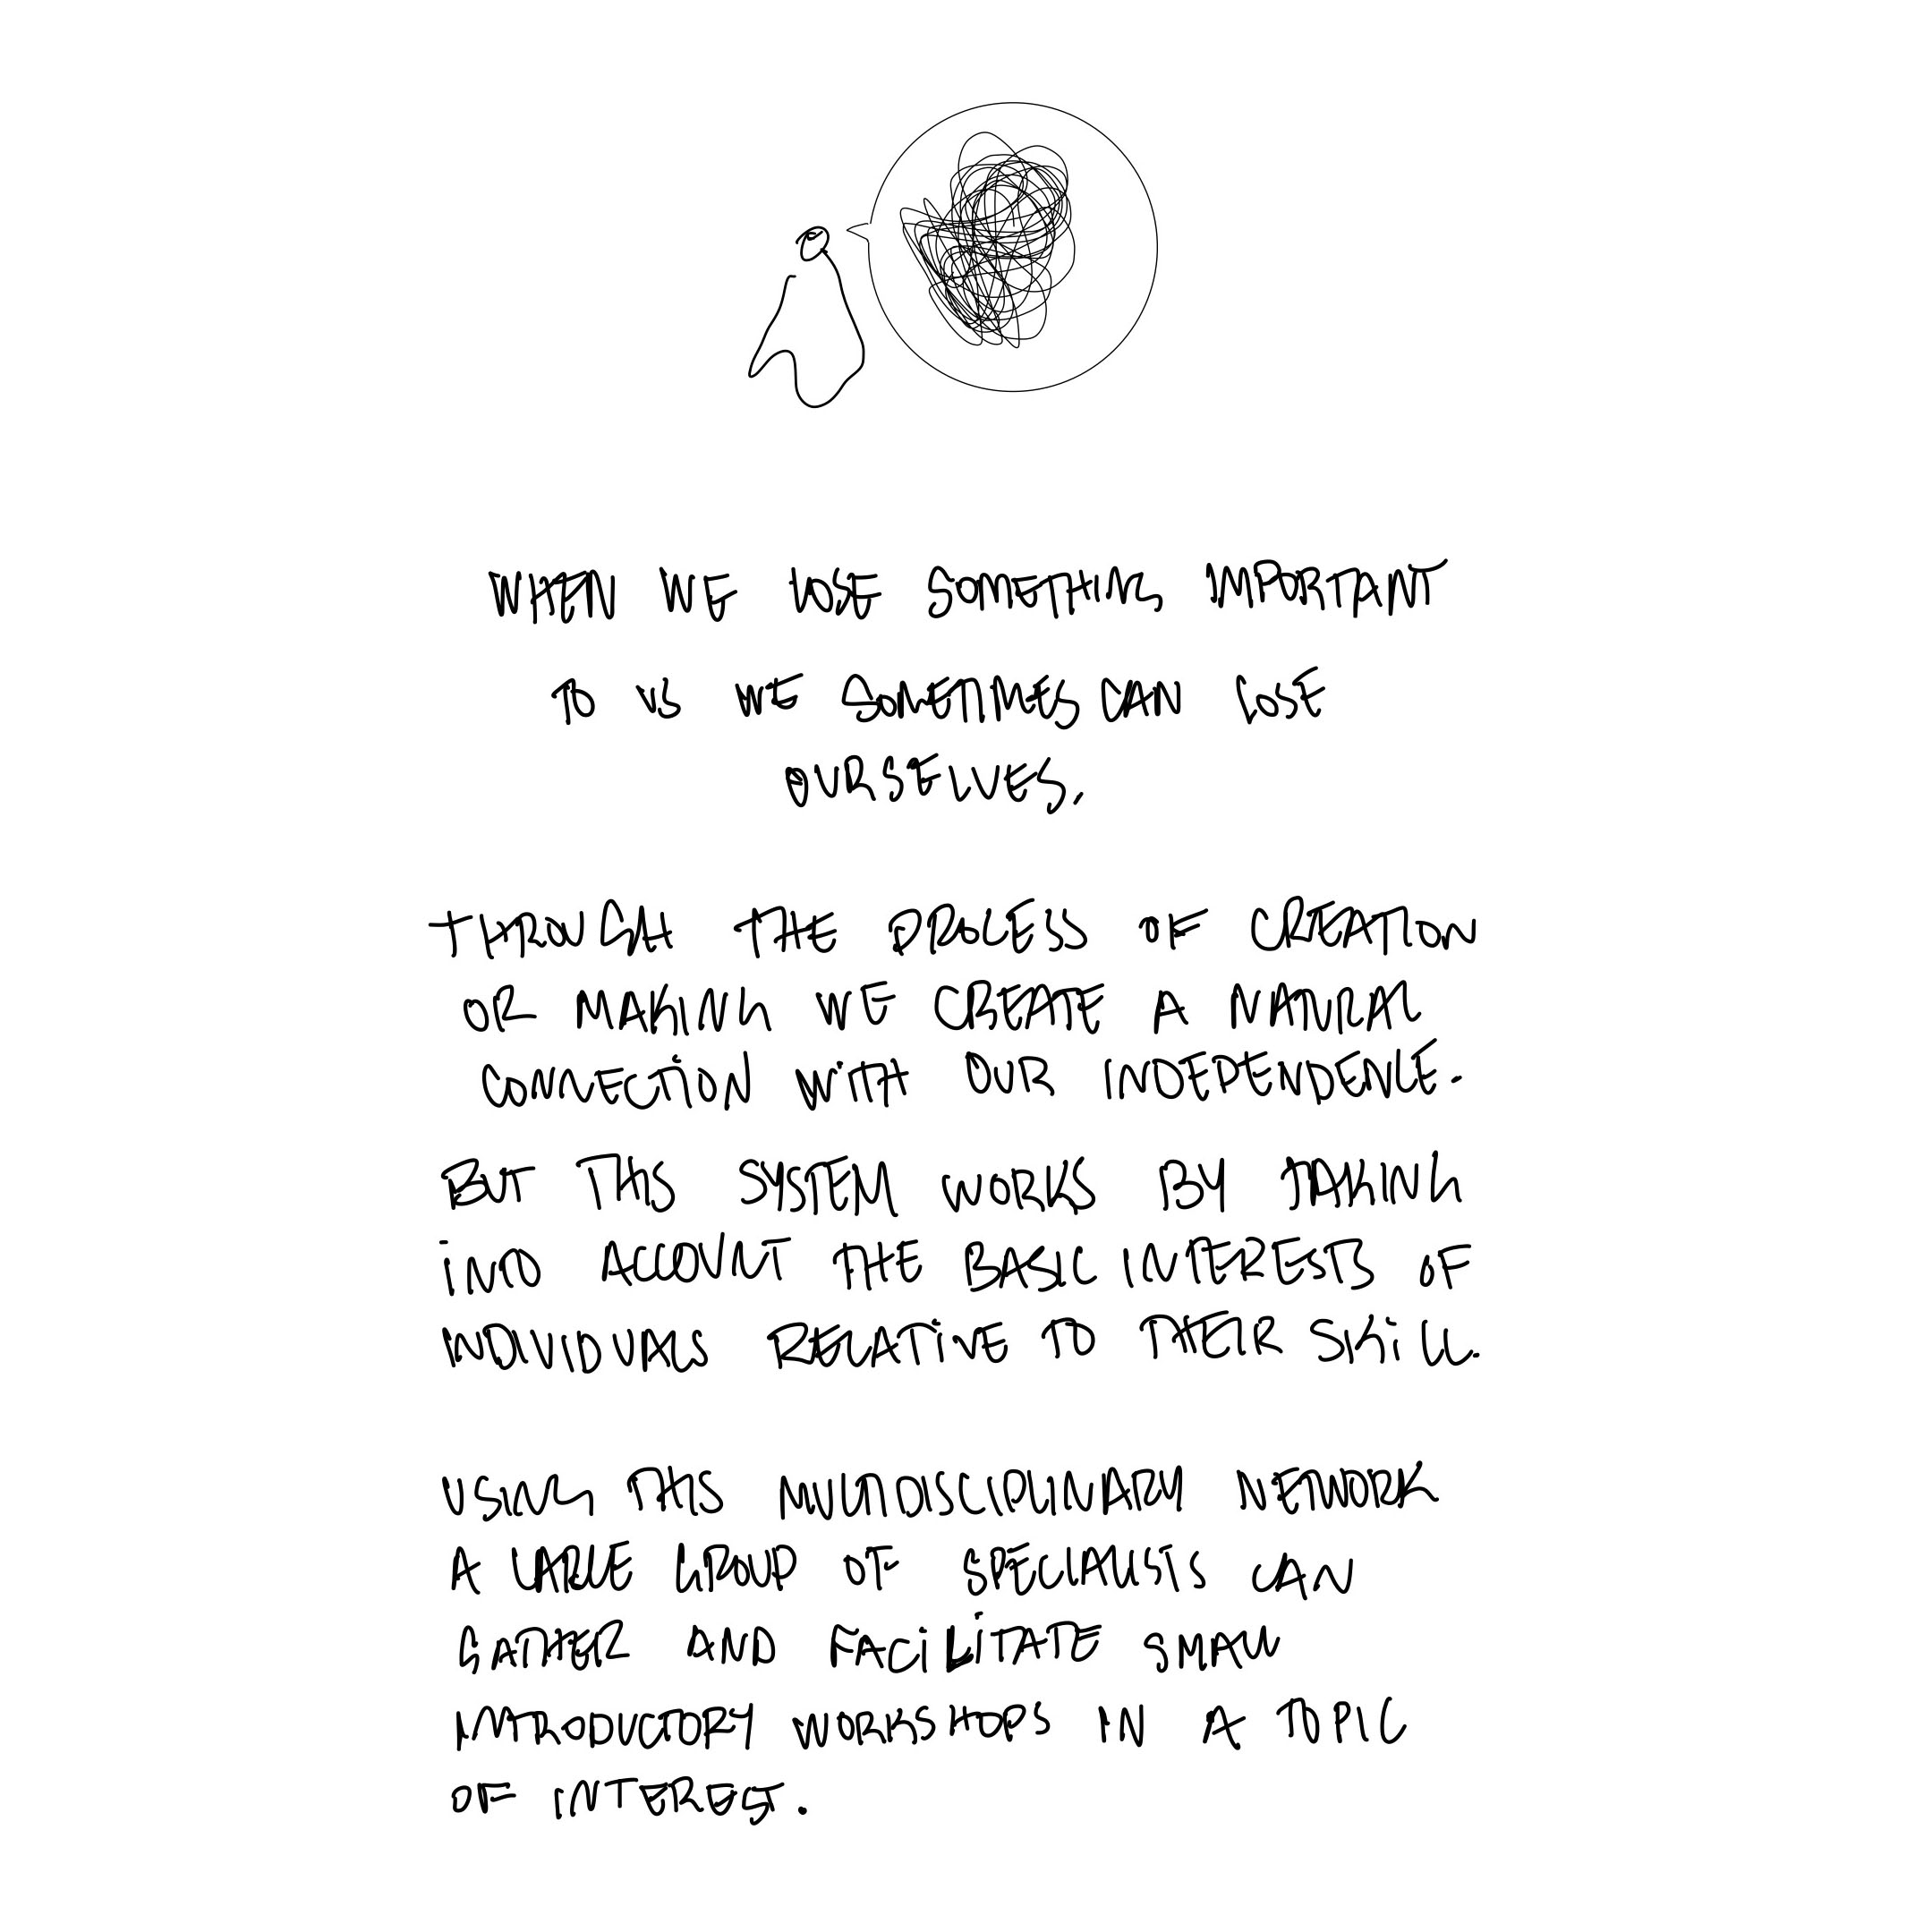 WHEN WE LOSE SOMETHING IMPORTANT
TO US WE SOMETIMES CAN LOSE
OURSELVES.
THROUGH THE PROCESS OF CREATION
OR MAKING WE CREATE A MANUAL
CONNECTION WITH OUR INDEPENDENCE.
BUT THIS SYSTEM WORKS BY TAKING
INTO ACCOUNT THE BASIC INTERESTS OF
INDIVIDUALS RELATIVE TO THEIR SKILL.
USING THIS MULTIDISCIPLINARY NETWORK
A LARGE GROUP OF SPECIALISTS CAN
GATHER AND FACILITATE SMALL
INTRODUCTORY WORKSHOPS IN A TOPIC
OF INTEREST.